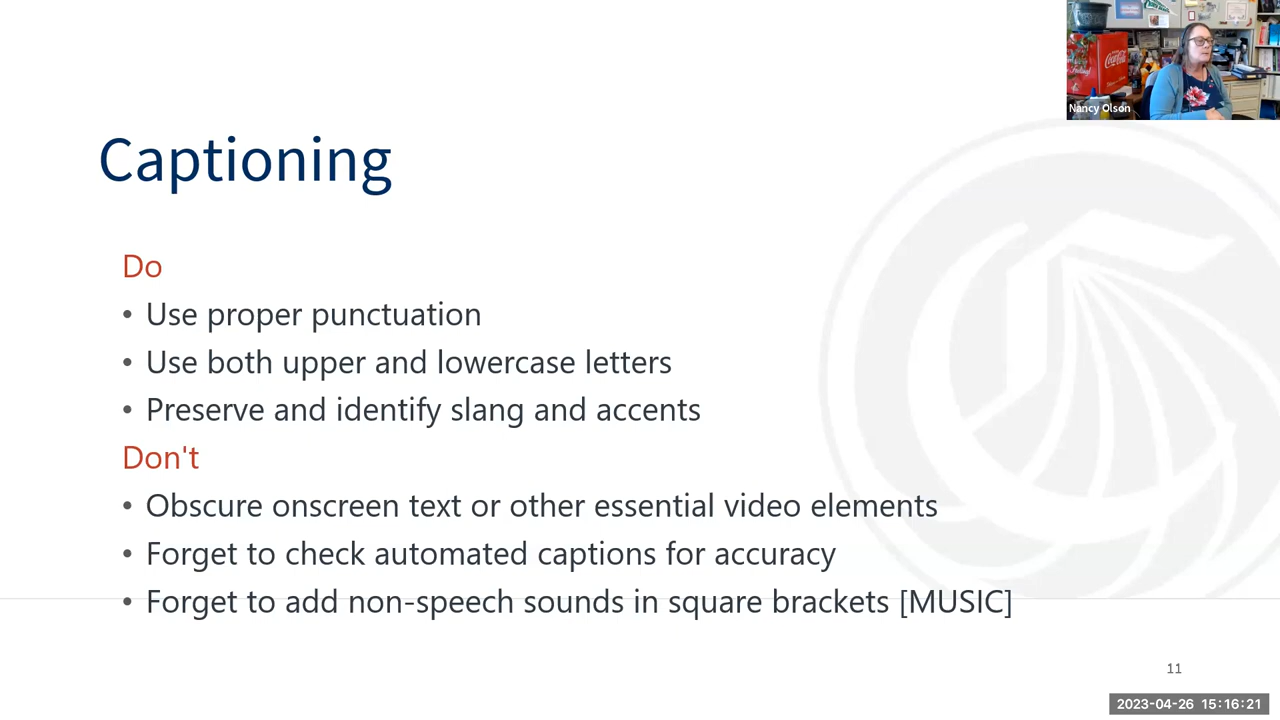 Coca-Cola
Nancy Olson
Captioning
Do
• Use proper punctuation
• Use both upper and lowercase letters
• Preserve and identify slang and accents
Don't
• Obscure onscreen text or other essential video elements
• Forget to check automated captions for accuracy
• Forget to add non-speech sounds in square brackets [MUSIC]
11
2023-04-26 15:16:21